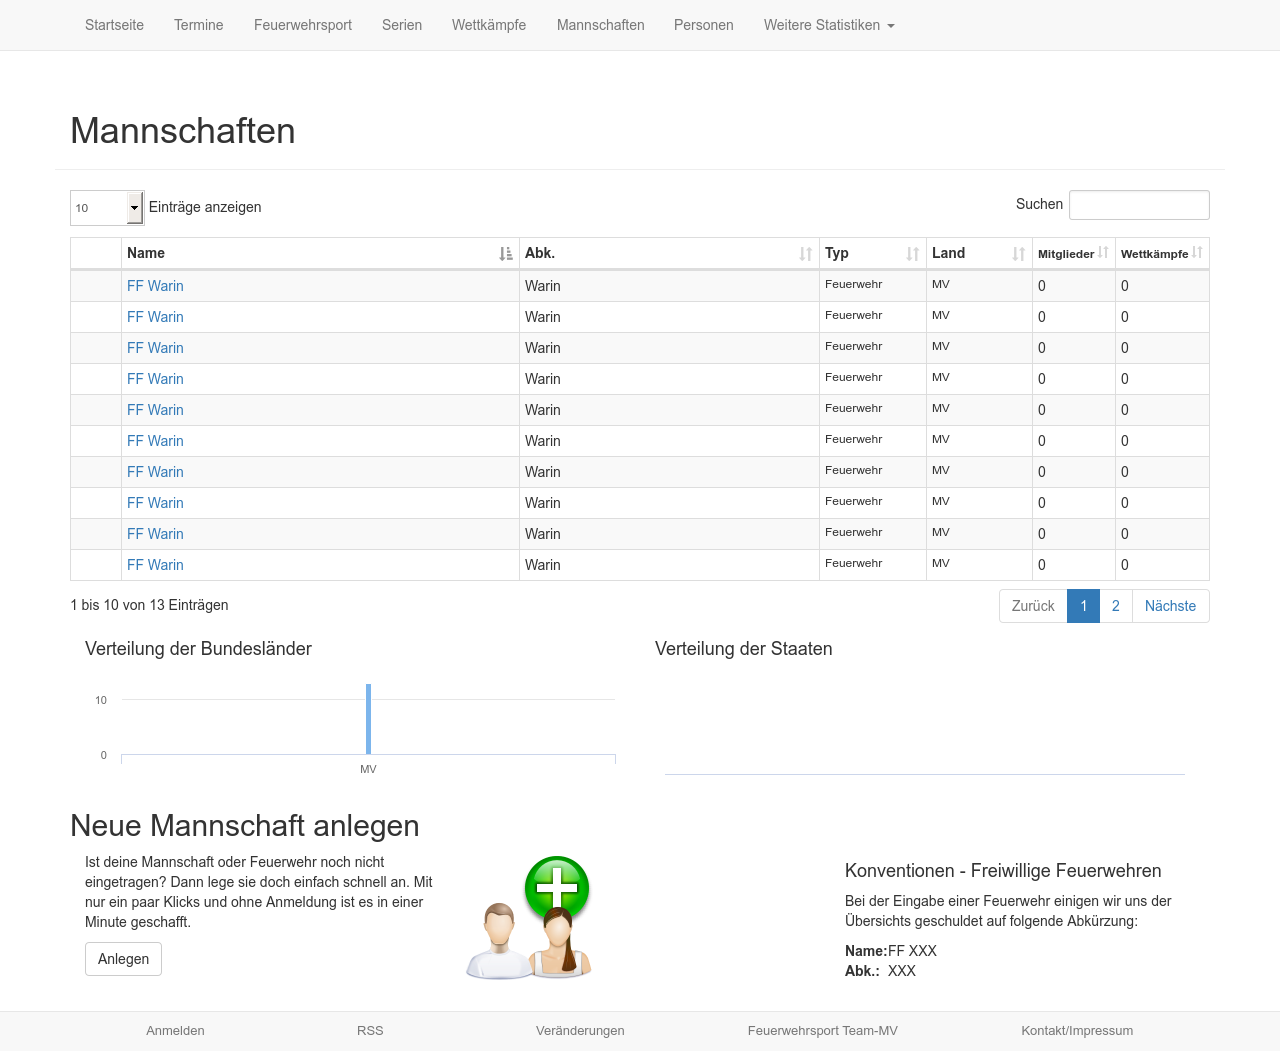 Startseite Termine Feuerwehrsport Serien Wettkämpfe Mannschaften Personen Weitere Statistiken
Mannschaften
10 Einträge anzeigen Suchen
Name Abk. Typ Land Mitglieder Wettkämpfe
FF Warin Warin Feuerwehr MV 0 0
FF Warin Warin Feuerwehr MV 0 0
FF Warin Warin Feuerwehr MV 0 0
FF Warin Warin Feuerwehr MV 0 0
FF Warin Warin Feuerwehr MV 0 0
FF Warin Warin Feuerwehr MV 0 0
FF Warin Warin Feuerwehr MV 0 0
FF Warin Warin Feuerwehr MV 0 0
FF Warin Warin Feuerwehr MV 0 0
FF Warin Warin Feuerwehr MV 0 0
1 bis 10 von 13 Einträgen Zurück 1 2 Nächste
Verteilung der Bundesländer
10
0
MV
Verteilung der Staaten
Neue Mannschaft anlegen
Ist deine Mannschaft oder Feuerwehr noch nicht
eingetragen? Dann lege sie doch einfach schnell an. Mit
nur ein paar Klicks und ohne Anmeldung ist es in einer
Minute geschafft.
Anlegen
Konventionen - Freiwillige Feuerwehren
Bei der Eingabe einer Feuerwehr einigen wir uns der
Übersichts geschuldet auf folgende Abkürzung:
Name: FF XXX
Abk.: XXX
Anmelden RSS Veränderungen Feuerwehrsport Team-MV Kontakt/Impressum